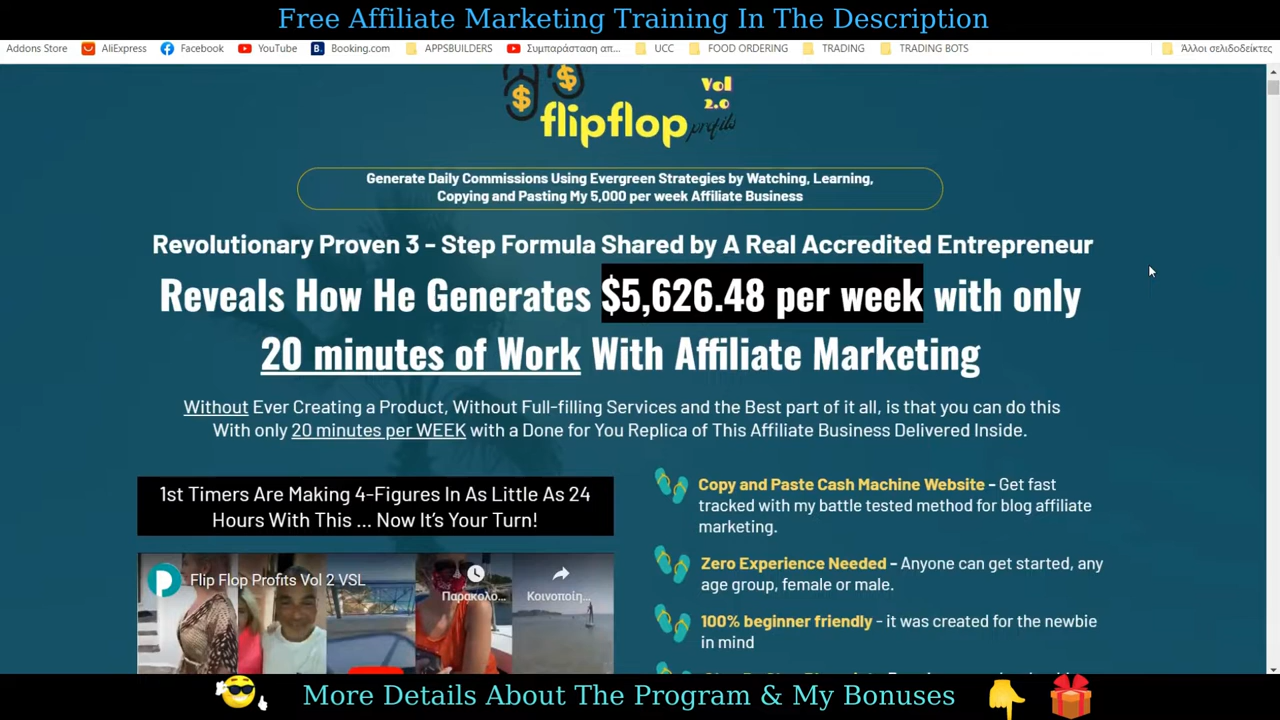 Free Affiliate Marketing Training In The Description
Addons Store AliExpress Facebook YouTube Booking.com APPSBUILDERS Συμπαράσταση απ... UCC FOOD ORDERING TRADING TRADING BOTS Άλλοι σελιδοδείκτες
Vol
2.0
flipflop
profits
Generate Daily Commissions Using Evergreen Strategies by Watching, Learning,
Copying and Pasting My 5,000 per week Affiliate Business
Revolutionary Proven 3 - Step Formula Shared by A Real Accredited Entrepreneur
Reveals How He Generates $5,626.48 per week with only
20 minutes of Work With Affiliate Marketing
Without Ever Creating a Product, Without Full-filling Services and the Best part of it all, is that you can do this
With only 20 minutes per WEEK with a Done for You Replica of This Affiliate Business Delivered Inside.
1st Timers Are Making 4-Figures In As Little As 24
Hours With This ... Now It's Your Turn!
Flip Flop Profits Vol 2 VSL
Παρακολο...
Κοινοποίη...
Copy and Paste Cash Machine Website - Get fast
tracked with my battle tested method for blog affiliate
marketing.
Zero Experience Needed - Anyone can get started, any
age group, female or male.
100% beginner friendly - it was created for the newbie
in mind
More Details About The Program & My Bonuses